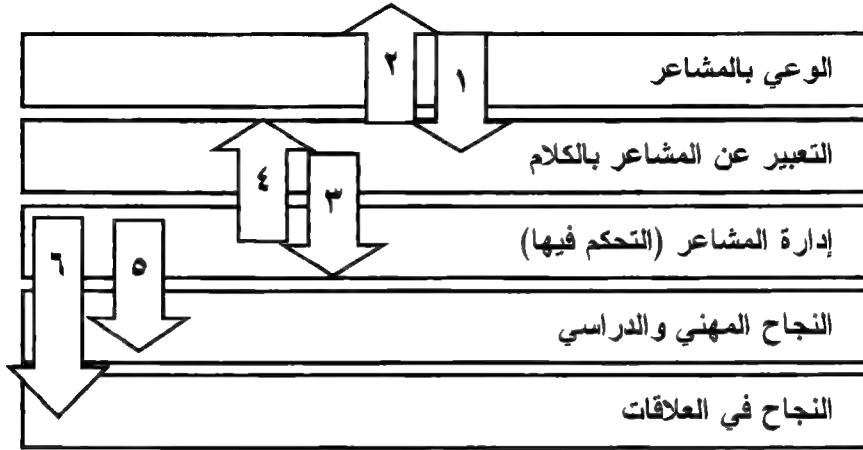 الوعي بالمشاعر
١
٢
التعبير عن المشاعر بالكلام
٣
٤
إدارة المشاعر (التحكم فيها)
٥
٦
النجاح المهني والدراسي
النجاح في العلاقات